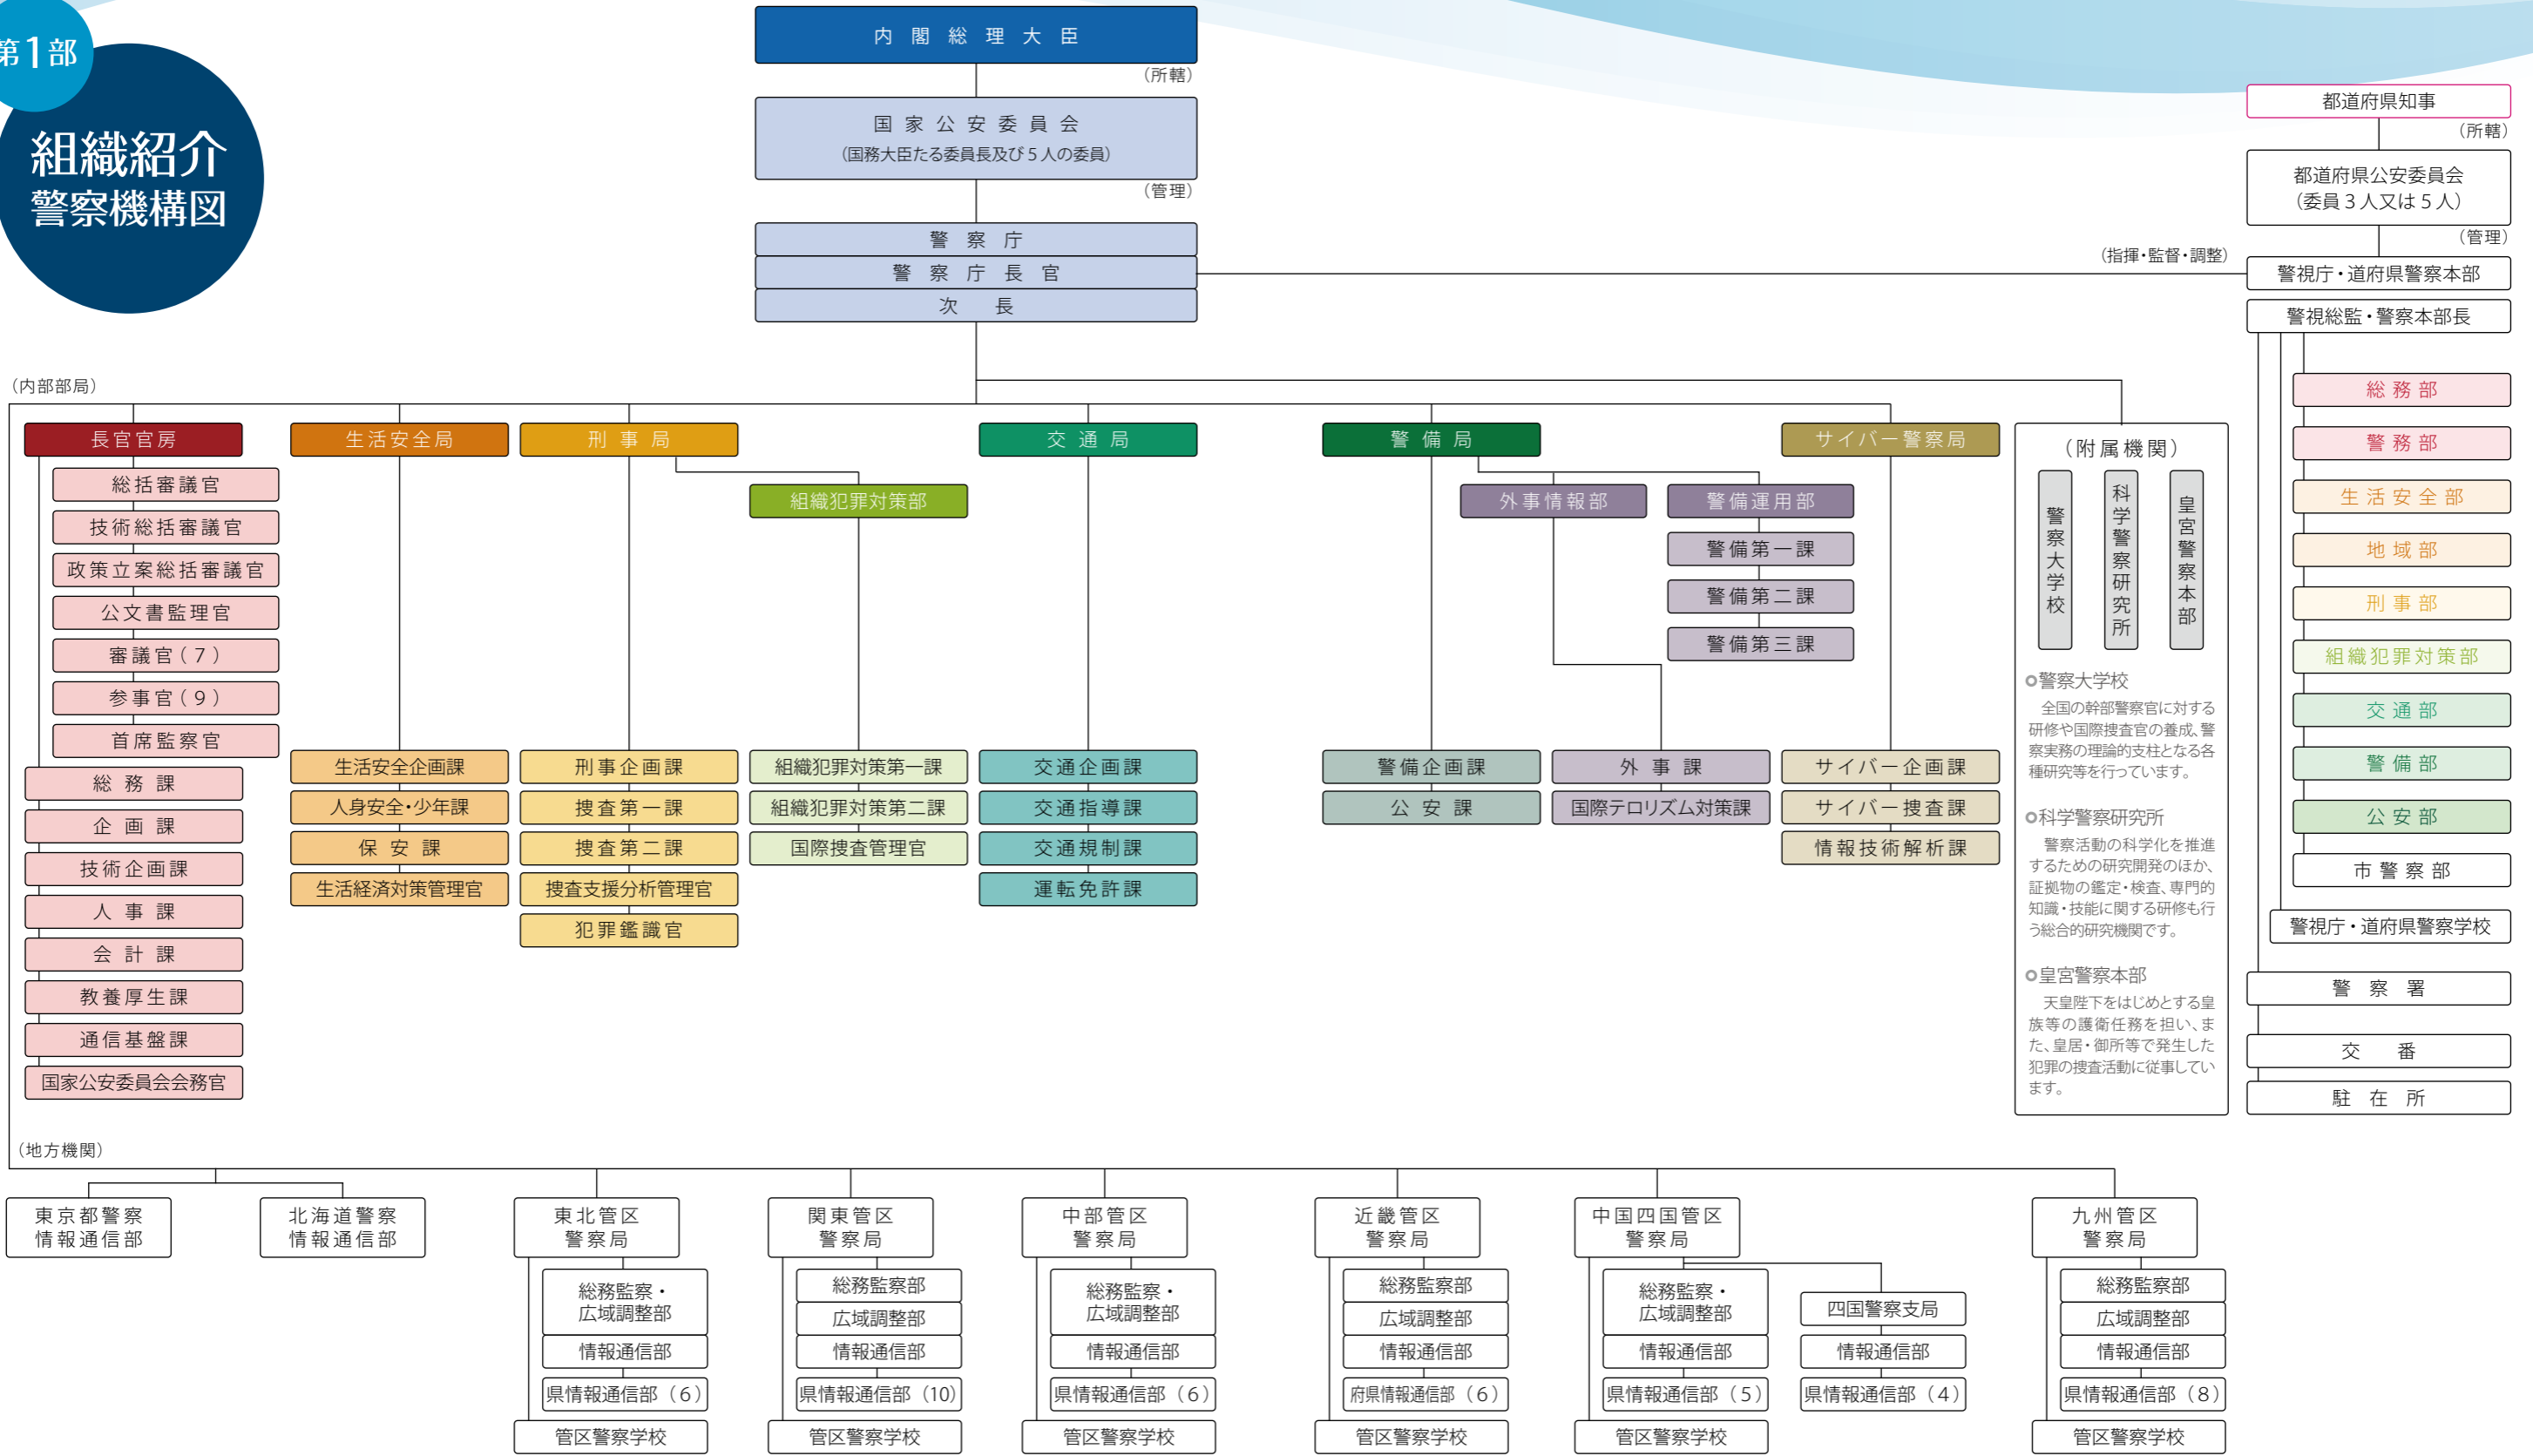 第1部
組織紹介
警察機構図
内閣総理大臣
(所轄)
国家公安委員会
(国務大臣たる委員長及び5人の委員)
(管理)
警察庁
警察庁長官
次長
(指揮・監督・調整)
都道府県知事
(所轄)
都道府県公安委員会
(委員3人又は5人)
(管理)
警視庁・道府県警察本部
警視総監・警察本部長
総務部
警務部
生活安全部
地域部
刑事部
組織犯罪対策部
交通部
警備部
公安部
市警察部
警視庁・道府県警察学校
警察署
交番
駐在所
(内部部局)
長官官房
総括審議官
技術総括審議官
政策立案総括審議官
公文書監理官
審議官(7)
参事官(9)
首席監察官
総務課
企画課
技術企画課
人事課
会計課
教養厚生課
通信基盤課
国家公安委員会会務官
生活安全局
生活安全企画課
人身安全・少年課
保安課
生活経済対策管理官
刑事局
刑事企画課
捜査第一課
捜査第二課
捜査支援分析管理官
犯罪鑑識官
組織犯罪対策部
組織犯罪対策第一課
組織犯罪対策第二課
国際捜査管理官
交通局
交通企画課
交通指導課
交通規制課
運転免許課
警備局
警備企画課
公安課
外事情報部
外事課
国際テロリズム対策課
警備運用部
警備第一課
警備第二課
警備第三課
サイバー警察局
サイバー企画課
サイバー捜査課
情報技術解析課
(附属機関)
警察大学校
科学警察研究所
皇宮警察本部
警察大学校
全国の幹部警察官に対する
研修や国際捜査官の養成、警
察実務の理論的支柱となる各
種研究等を行っています。
科学警察研究所
警察活動の科学化を推進
するための研究開発のほか、
証拠物の鑑定・検査、専門的
知識・技能に関する研修も行
う総合的研究機関です。
皇宮警察本部
天皇陛下をはじめとする皇
族等の護衛任務を担い、ま
た、皇居・御所等で発生した
犯罪の捜査活動に従事してい
ます。
(地方機関)
東京都警察
情報通信部
北海道警察
情報通信部
東北管区
警察局
総務監察・
広域調整部
情報通信部
県情報通信部(6)
管区警察学校
関東管区
警察局
総務監察部
広域調整部
情報通信部
県情報通信部(10)
管区警察学校
中部管区
警察局
総務監察・
広域調整部
情報通信部
県情報通信部(6)
管区警察学校
近畿管区
警察局
総務監察部
広域調整部
情報通信部
府県情報通信部(6)
管区警察学校
中国四国管区
警察局
総務監察・
広域調整部
情報通信部
県情報通信部(5)
管区警察学校
四国警察支局
情報通信部
県情報通信部(4)
九州管区
警察局
総務監察部
広域調整部
情報通信部
県情報通信部(8)
管区警察学校